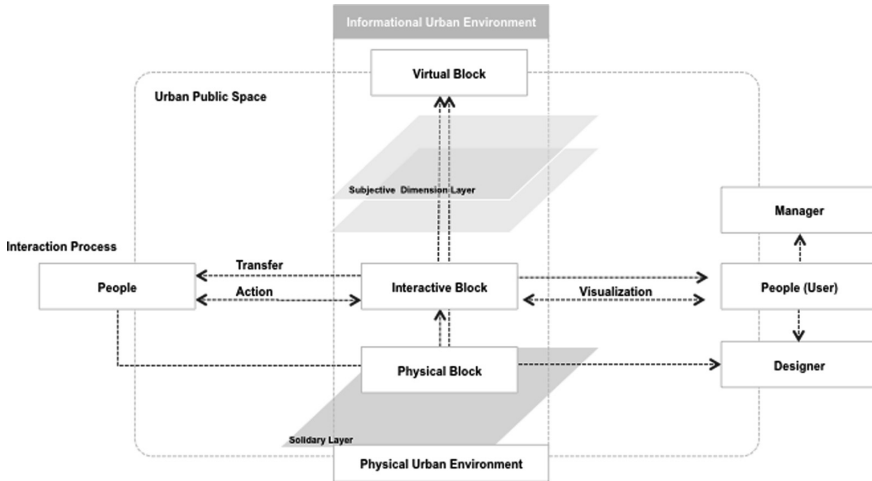 Informational Urban Environment
Virtual Block
Urban Public Space
Subjective Dimension Layer
Manager
Interaction Process
Transfer
People
Action
Interactive Block
Visualization
People (User)
Physical Block
Designer
Solidary Layer
Physical Urban Environment